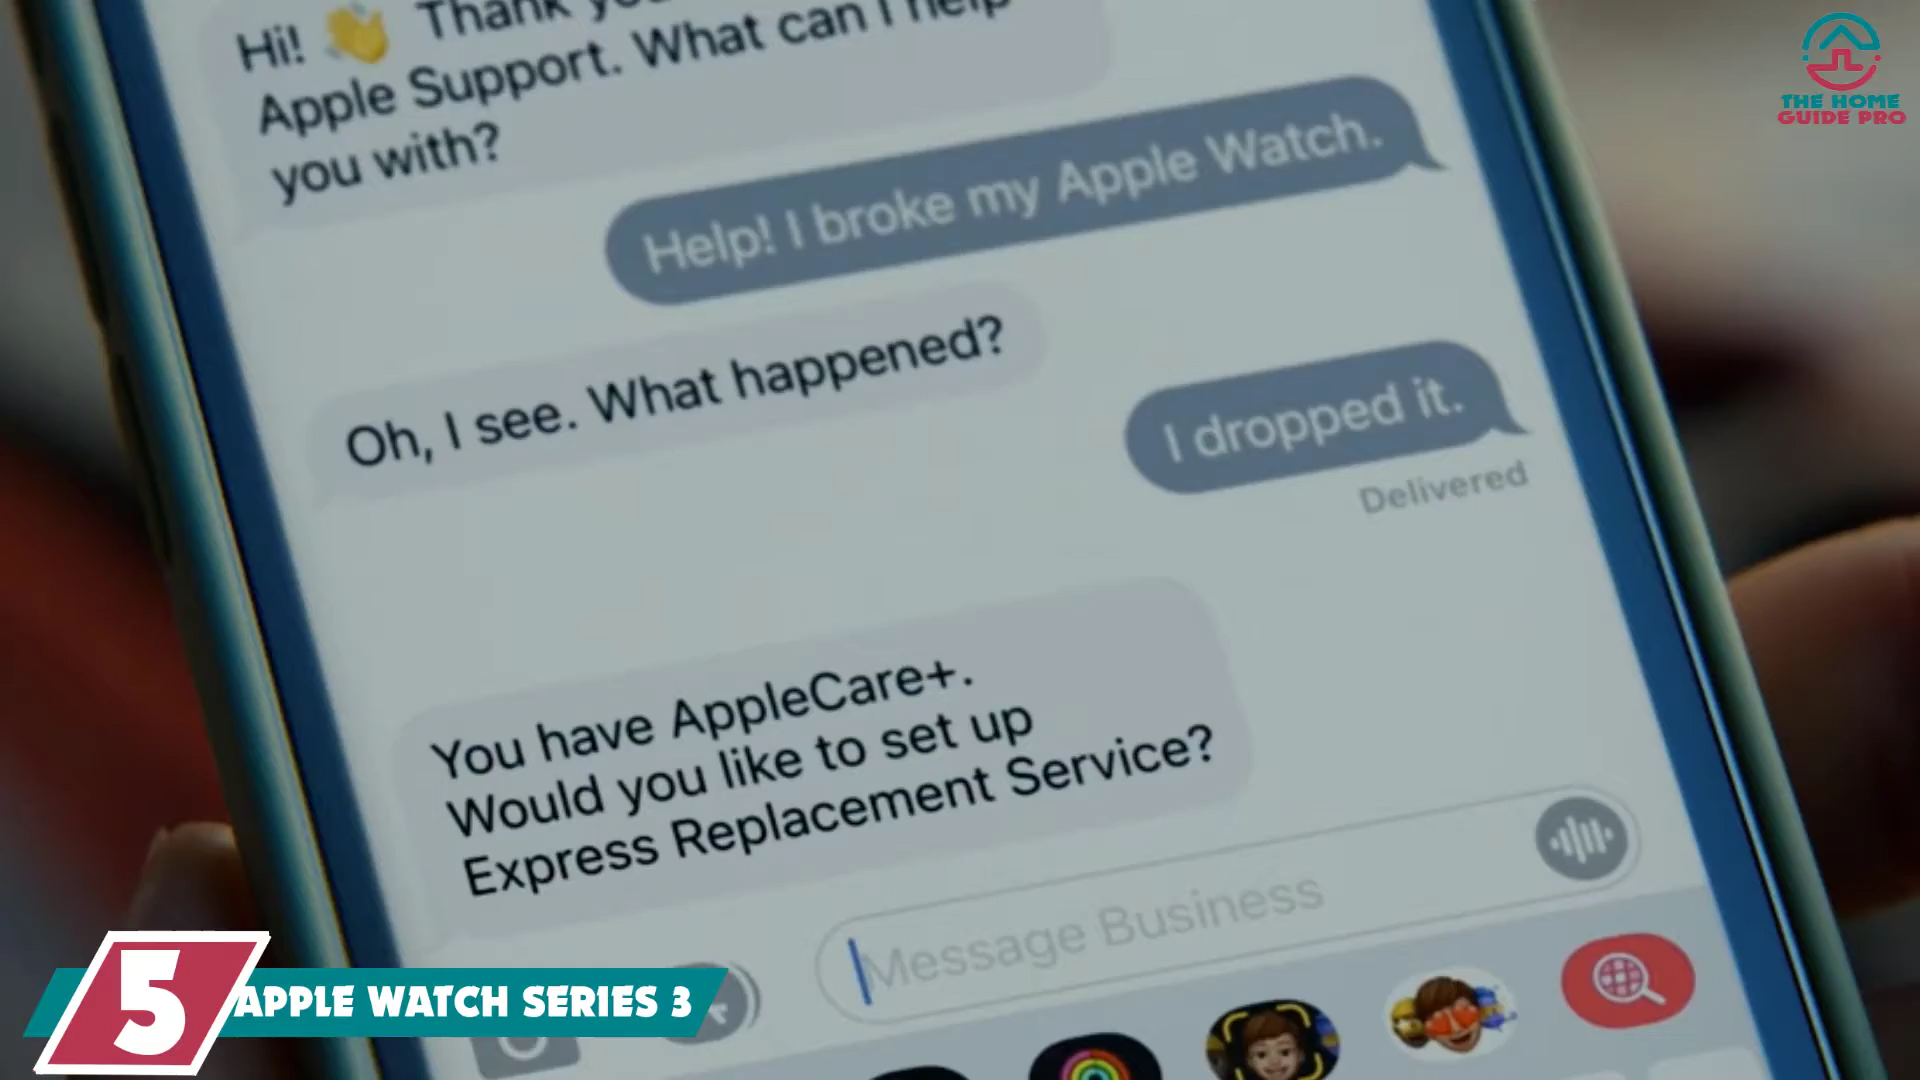 Hi! 👋 Thank
Apple Support. What can I help
you with?
Help! I broke my Apple Watch.
Oh, I see. What happened?
I dropped it.
Delivered
You have AppleCare+.
Would you like to set up
Express Replacement Service?
Message Business
THE HOME
GUIDE PRO
5
APPLE WATCH SERIES 3